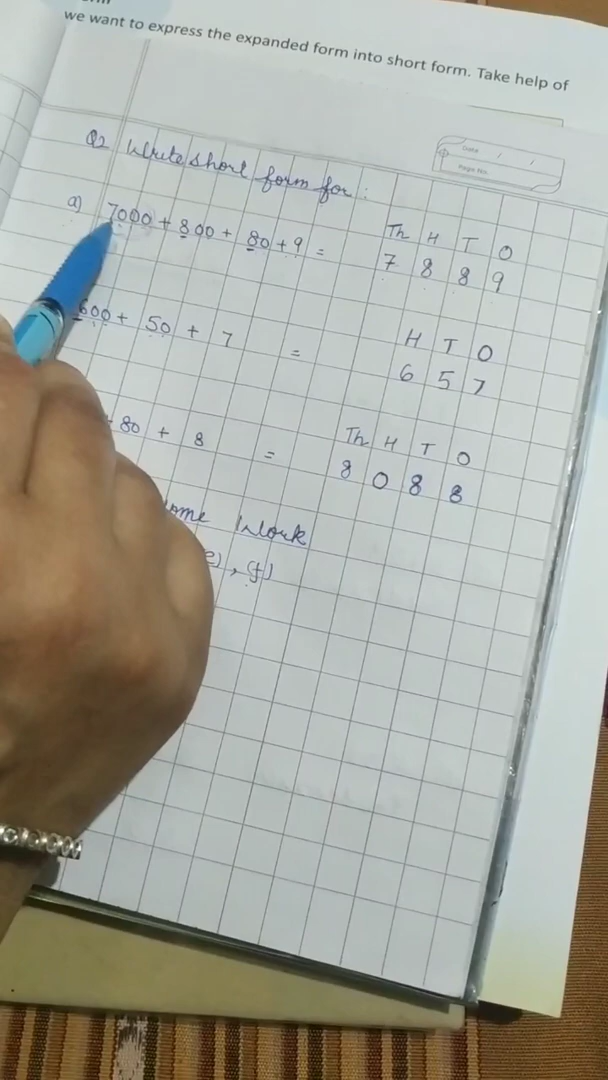 we want to express the expanded form into short form. Take help of
Date
Page No.
Q2 Write short form for :
a) 7000 + 800 + 80 + 9 =
Th H T O
7 8 8 9
600 + 50 + 7 =
H T O
6 5 7
80 + 8 =
Th H T O
8 0 8 8
Work
, (f)